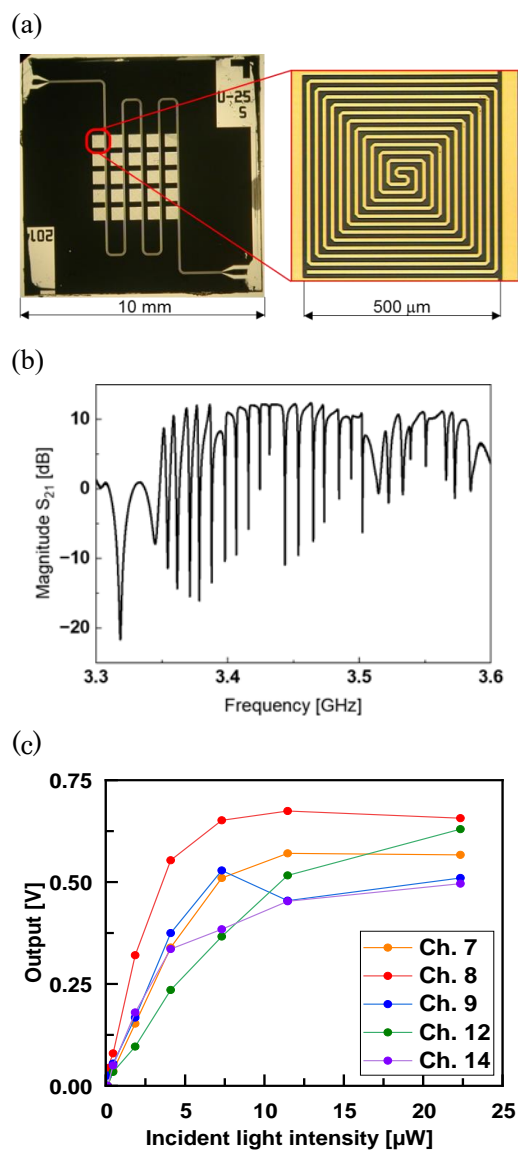 (a)
U-25
S
201
10 mm
500 μm
(b)
Magnitude S21 [dB]
10
0
−10
−20
3.3
3.4
3.5
3.6
Frequency [GHz]
(c)
Output [V]
0.75
0.50
0.25
0.00
0
5
10
15
20
25
Ch. 7
Ch. 8
Ch. 9
Ch. 12
Ch. 14
Incident light intensity [μW]